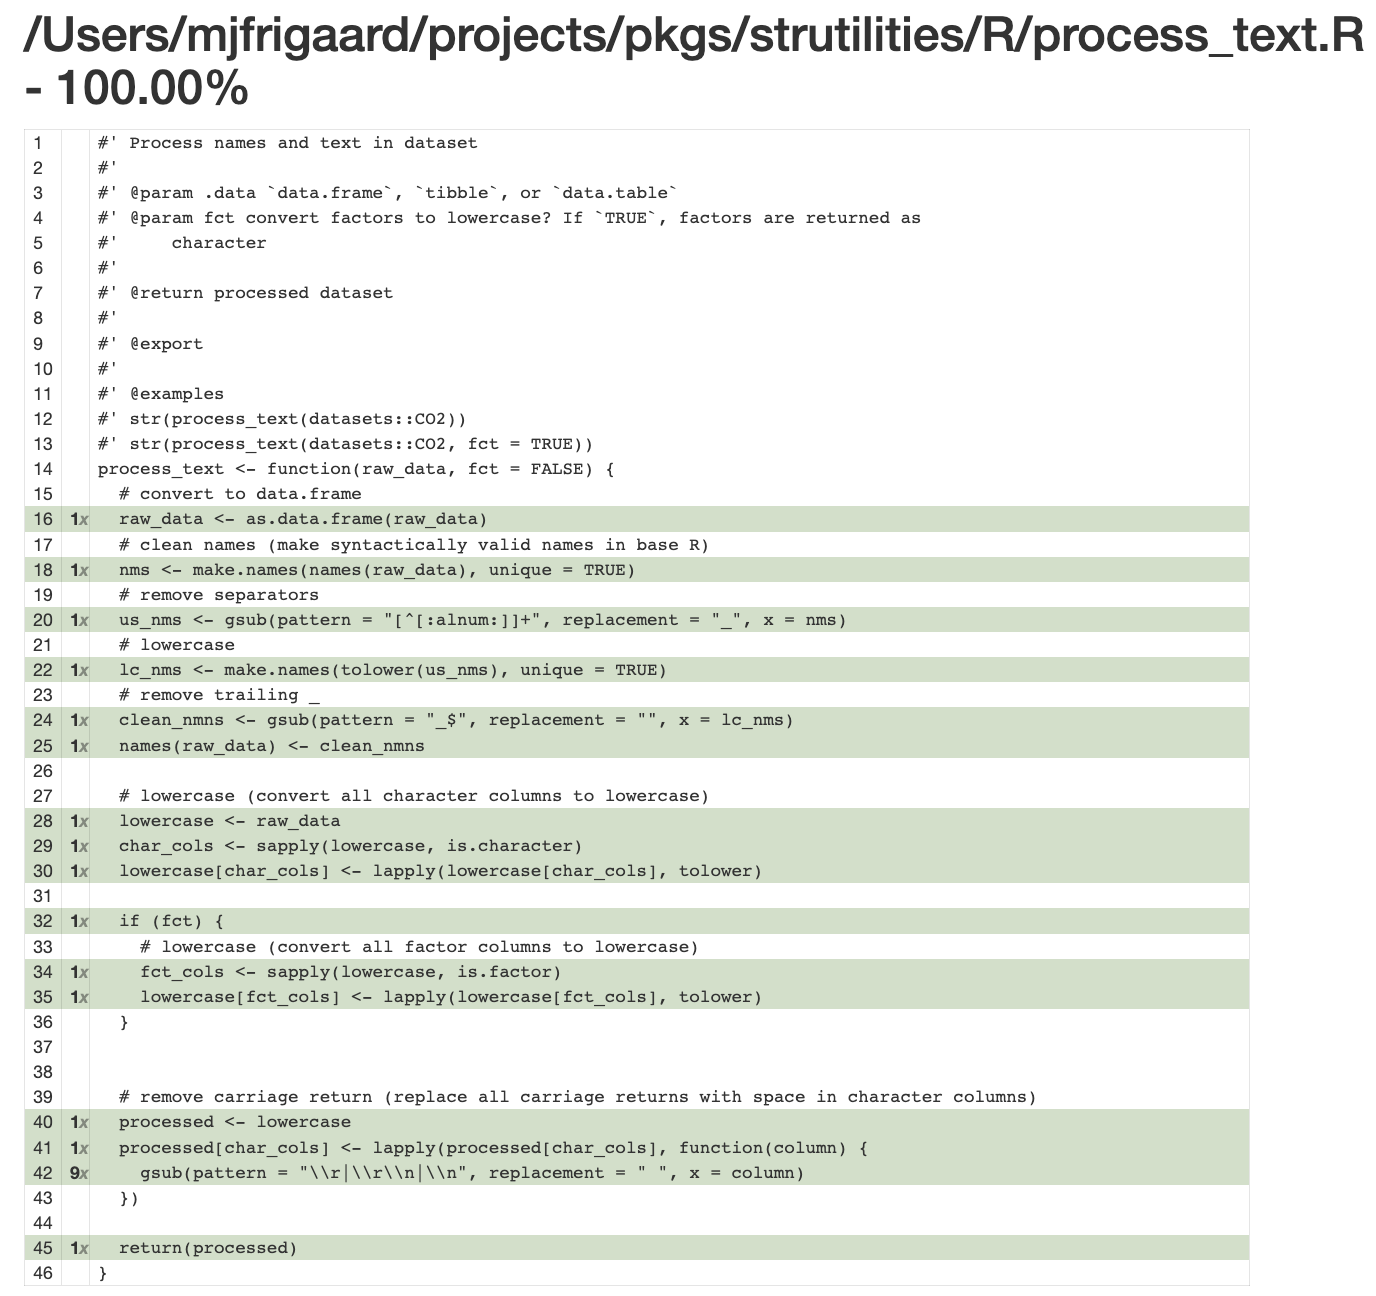 /Users/mjfrigaard/projects/pkgs/strutilities/R/process_text.R
- 100.00%
1 #' Process names and text in dataset
2 #'
3 #' @param .data `data.frame`, `tibble`, or `data.table`
4 #' @param fct convert factors to lowercase? If `TRUE`, factors are returned as
5 #'     character
6 #'
7 #' @return processed dataset
8 #'
9 #' @export
10 #'
11 #' @examples
12 #' str(process_text(datasets::CO2))
13 #' str(process_text(datasets::CO2, fct = TRUE))
14 process_text <- function(raw_data, fct = FALSE) {
15   # convert to data.frame
16 1x   raw_data <- as.data.frame(raw_data)
17   # clean names (make syntactically valid names in base R)
18 1x   nms <- make.names(names(raw_data), unique = TRUE)
19   # remove separators
20 1x   us_nms <- gsub(pattern = "[^[:alnum:]]+", replacement = "_", x = nms)
21   # lowercase
22 1x   lc_nms <- make.names(tolower(us_nms), unique = TRUE)
23   # remove trailing _
24 1x   clean_nmns <- gsub(pattern = "_$", replacement = "", x = lc_nms)
25 1x   names(raw_data) <- clean_nmns
26
27   # lowercase (convert all character columns to lowercase)
28 1x   lowercase <- raw_data
29 1x   char_cols <- sapply(lowercase, is.character)
30 1x   lowercase[char_cols] <- lapply(lowercase[char_cols], tolower)
31
32 1x   if (fct) {
33     # lowercase (convert all factor columns to lowercase)
34 1x     fct_cols <- sapply(lowercase, is.factor)
35 1x     lowercase[fct_cols] <- lapply(lowercase[fct_cols], tolower)
36   }
37
38
39   # remove carriage return (replace all carriage returns with space in character columns)
40 1x   processed <- lowercase
41 1x   processed[char_cols] <- lapply(processed[char_cols], function(column) {
42 9x     gsub(pattern = "\\r|\\r\\n|\\n", replacement = " ", x = column)
43   })
44
45 1x   return(processed)
46 }